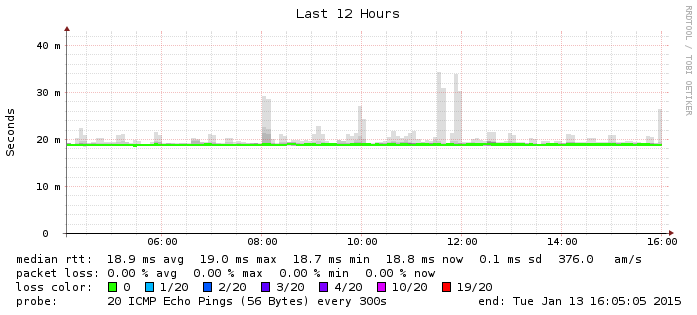 Last 12 Hours
RRDTOOL / TOBI OETIKER
Seconds
40 m
30 m
20 m
10 m
0
06:00 08:00 10:00 12:00 14:00 16:00
median rtt: 18.9 ms avg 19.0 ms max 18.7 ms min 18.8 ms now 0.1 ms sd 376.0 am/s
packet loss: 0.00 % avg 0.00 % max 0.00 % min 0.00 % now
loss color: 0 1/20 2/20 3/20 4/20 10/20 19/20
probe: 20 ICMP Echo Pings (56 Bytes) every 300s end: Tue Jan 13 16:05:05 2015